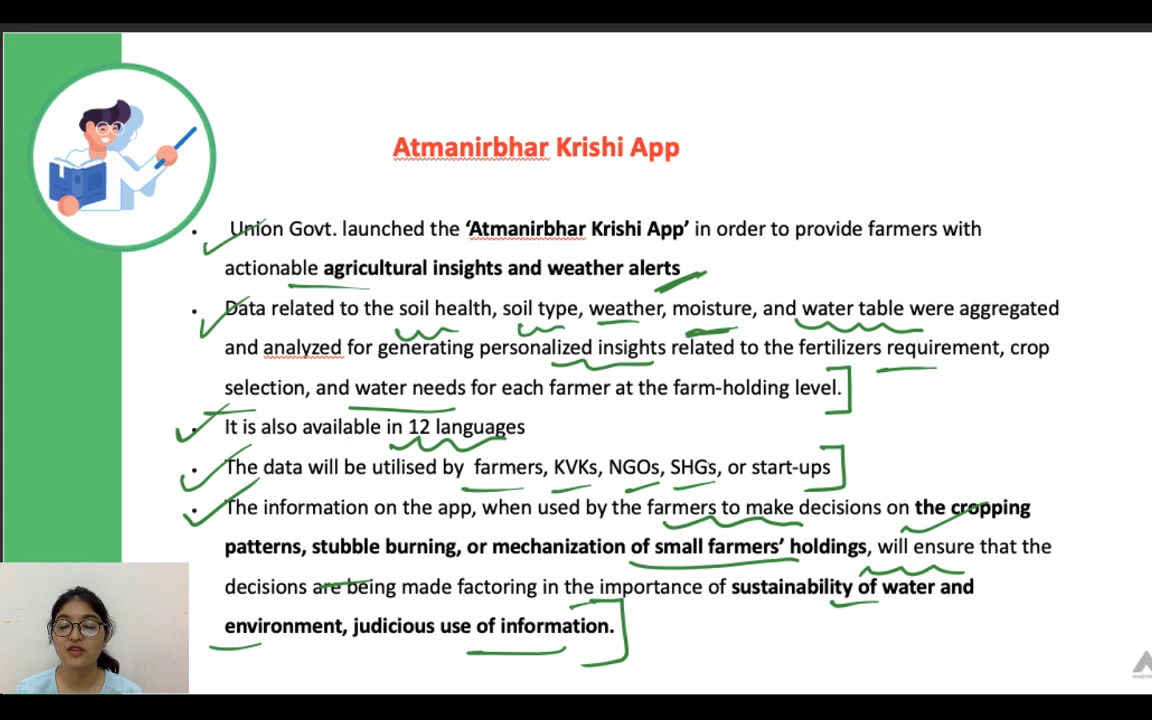 Atmanirbhar Krishi App
• Union Govt. launched the ‘Atmanirbhar Krishi App’ in order to provide farmers with
actionable agricultural insights and weather alerts
• Data related to the soil health, soil type, weather, moisture, and water table were aggregated
and analyzed for generating personalized insights related to the fertilizers requirement, crop
selection, and water needs for each farmer at the farm-holding level.
• It is also available in 12 languages
• The data will be utilised by farmers, KVKs, NGOs, SHGs, or start-ups
• The information on the app, when used by the farmers to make decisions on the cropping
patterns, stubble burning, or mechanization of small farmers’ holdings, will ensure that the
decisions are being made factoring in the importance of sustainability of water and
environment, judicious use of information.